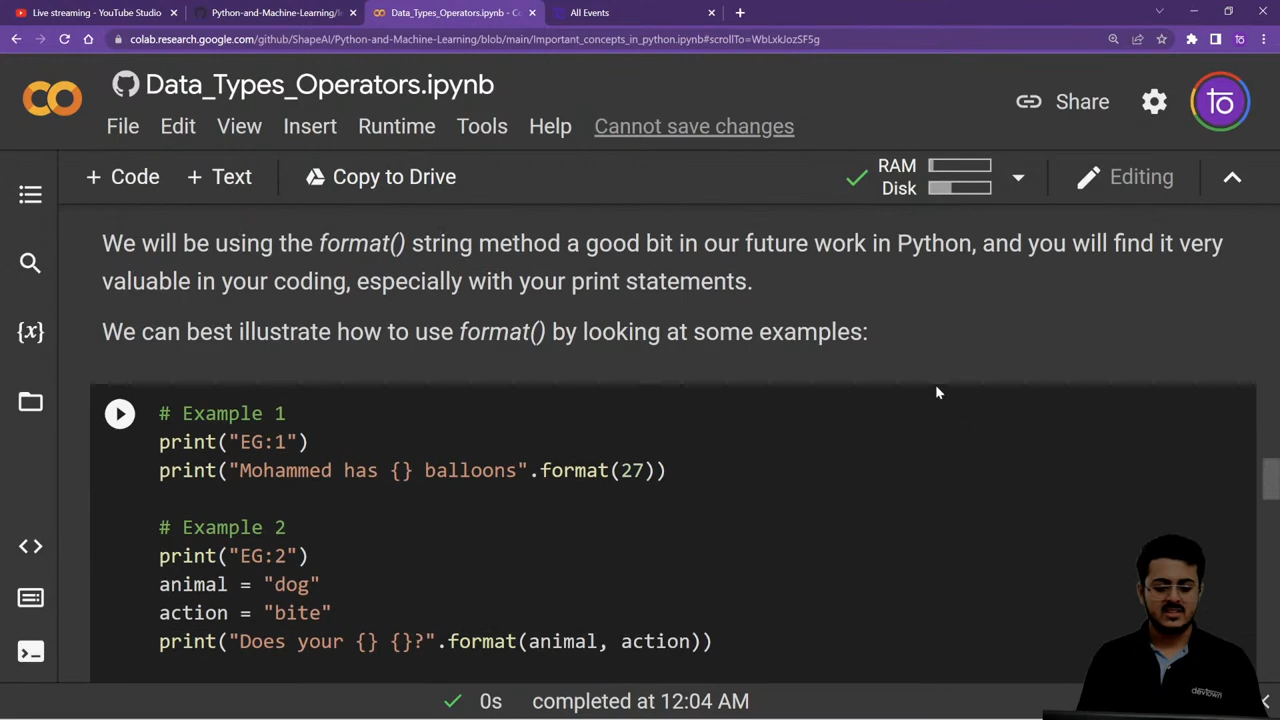 Live streaming - YouTube Studio
Python-and-Machine-Learning/
Data_Types_Operators.ipynb - Co
All Events
colab.research.google.com/github/ShapeAI/Python-and-Machine-Learning/blob/main/Important_concepts_in_python.ipynb#scrollTo=WbLxkJozSF5g
Data_Types_Operators.ipynb
Share
File Edit View Insert Runtime Tools Help Cannot save changes
+ Code + Text Copy to Drive
RAM
Disk
Editing
We will be using the format() string method a good bit in our future work in Python, and you will find it very
valuable in your coding, especially with your print statements.
We can best illustrate how to use format() by looking at some examples:
# Example 1
print("EG:1")
print("Mohammed has {} balloons".format(27))
# Example 2
print("EG:2")
animal = "dog"
action = "bite"
print("Does your {} {}?".format(animal, action))
{x}
devtown
0s completed at 12:04 AM